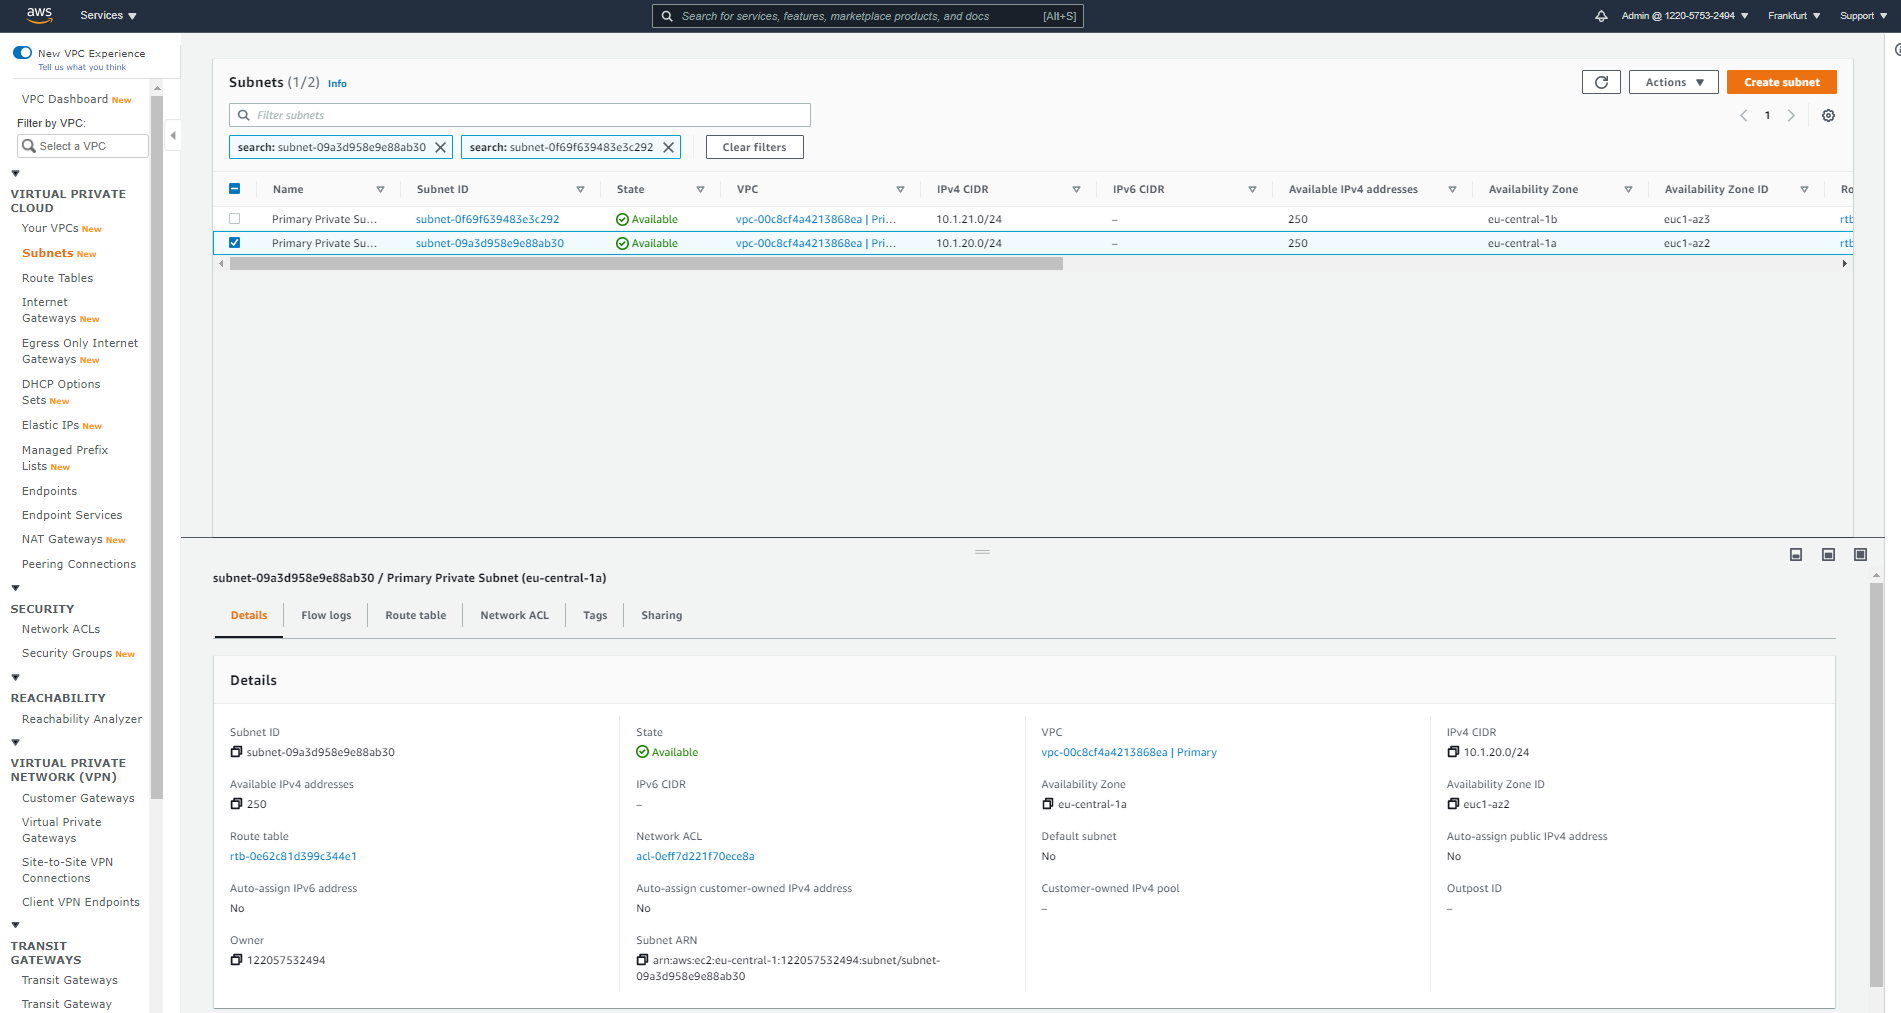 aws
Services
Search for services, features, marketplace products, and docs
[Alt+S]
Admin @ 1220-5753-2494
Frankfurt
Support
New VPC Experience
Tell us what you think
VPC Dashboard New
Filter by VPC:
Select a VPC
VIRTUAL PRIVATE
CLOUD
Your VPCs New
Subnets New
Route Tables
Internet
Gateways New
Egress Only Internet
Gateways New
DHCP Options
Sets New
Elastic IPs New
Managed Prefix
Lists New
Endpoints
Endpoint Services
NAT Gateways New
Peering Connections
SECURITY
Network ACLs
Security Groups New
REACHABILITY
Reachability Analyzer
VIRTUAL PRIVATE
NETWORK (VPN)
Customer Gateways
Virtual Private
Gateways
Site-to-Site VPN
Connections
Client VPN Endpoints
TRANSIT
GATEWAYS
Transit Gateways
Transit Gateway
Subnets (1/2) Info
Actions
Create subnet
Filter subnets
1
search: subnet-09a3d958e9e88ab30
search: subnet-0f69f639483e3c292
Clear filters
Name Subnet ID State VPC IPv4 CIDR IPv6 CIDR Available IPv4 addresses Availability Zone Availability Zone ID Ro
Primary Private Su... subnet-0f69f639483e3c292 Available vpc-00c8cf4a4213868ea | Pri... 10.1.21.0/24 – 250 eu-central-1b euc1-az3 rtb
Primary Private Su... subnet-09a3d958e9e88ab30 Available vpc-00c8cf4a4213868ea | Pri... 10.1.20.0/24 – 250 eu-central-1a euc1-az2 rtb
subnet-09a3d958e9e88ab30 / Primary Private Subnet (eu-central-1a)
Details Flow logs Route table Network ACL Tags Sharing
Details
Subnet ID
subnet-09a3d958e9e88ab30
State
Available
VPC
vpc-00c8cf4a4213868ea | Primary
IPv4 CIDR
10.1.20.0/24
Available IPv4 addresses
250
IPv6 CIDR
–
Availability Zone
eu-central-1a
Availability Zone ID
euc1-az2
Route table
rtb-0e62c81d399c344e1
Network ACL
acl-0eff7d221f70ece8a
Default subnet
No
Auto-assign public IPv4 address
No
Auto-assign IPv6 address
No
Auto-assign customer-owned IPv4 address
No
Customer-owned IPv4 pool
–
Outpost ID
–
Owner
122057532494
Subnet ARN
arn:aws:ec2:eu-central-1:122057532494:subnet/subnet-
09a3d958e9e88ab30